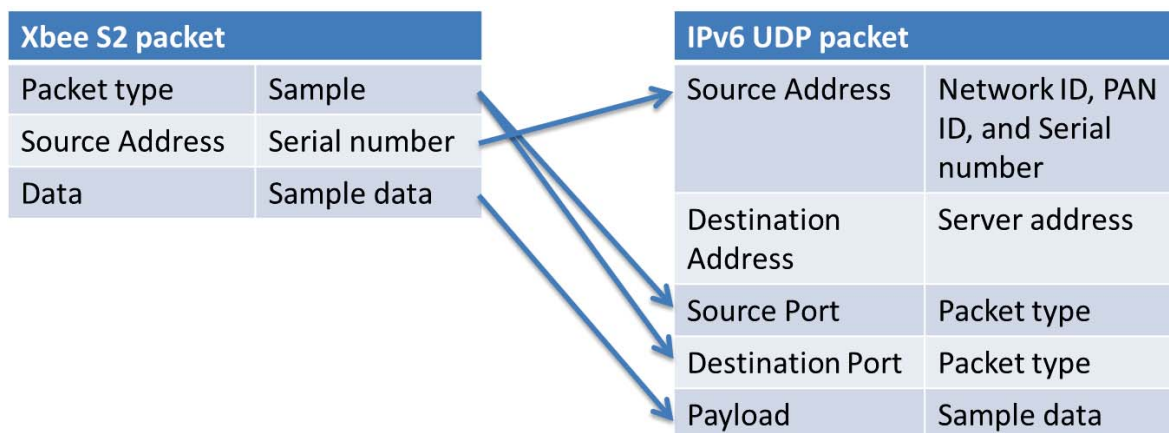 Xbee S2 packet
Packet type Sample
Source Address Serial number
Data Sample data
IPv6 UDP packet
Source Address Network ID, PAN
ID, and Serial
number
Destination Server address
Address
Source Port Packet type
Destination Port Packet type
Payload Sample data